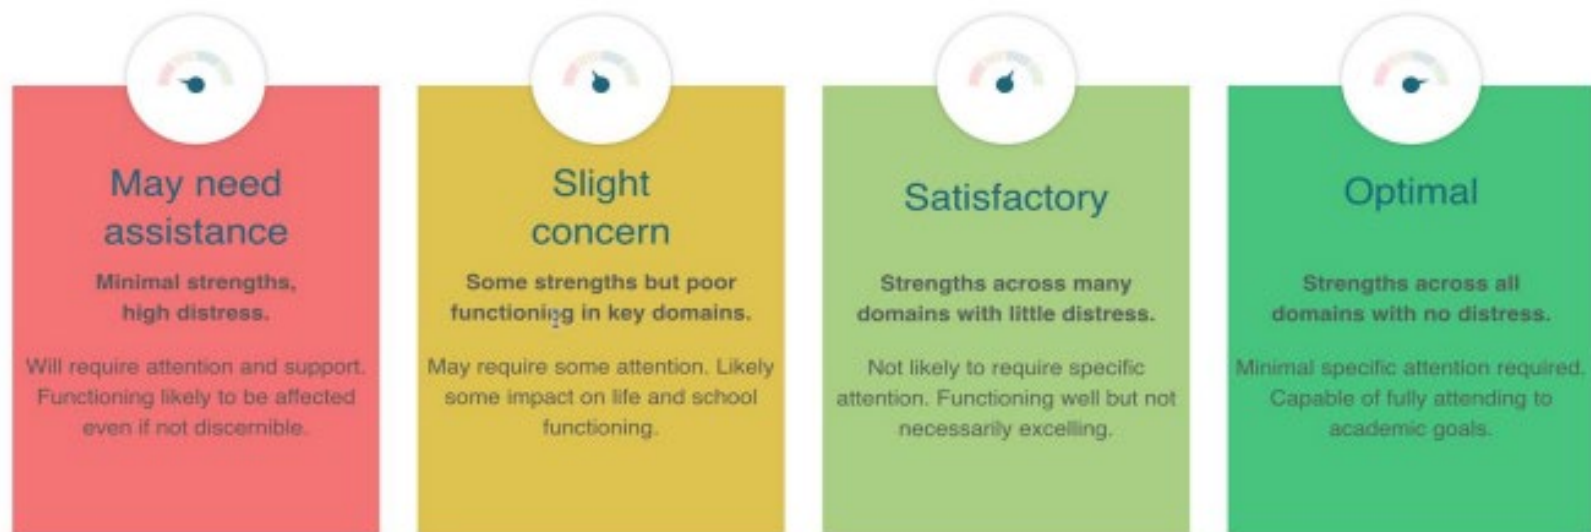 May need
assistance
Minimal strengths,
high distress.
Will require attention and support.
Functioning likely to be affected
even if not discernible.
Slight
concern
Some strengths but poor
functioning in key domains.
May require some attention. Likely
some impact on life and school
functioning.
Satisfactory
Strengths across many
domains with little distress.
Not likely to require specific
attention. Functioning well but not
necessarily excelling.
Optimal
Strengths across all
domains with no distress.
Minimal specific attention required.
Capable of fully attending to
academic goals.